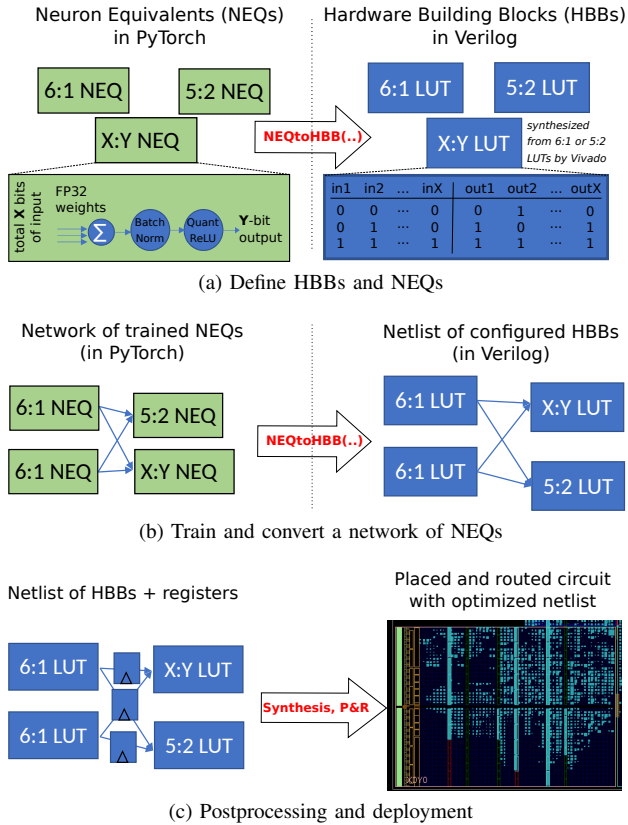 Neuron Equivalents (NEQs)
in PyTorch
Hardware Building Blocks (HBBs)
in Verilog
6:1 NEQ
5:2 NEQ
X:Y NEQ
NEQtoHBB(..)
6:1 LUT
5:2 LUT
X:Y LUT
synthesized
from 6:1 or 5:2
LUTs by Vivado
total X bits
of input
FP32
weights
Σ
Batch
Norm
Quant
ReLU
Y-bit
output
in1 in2 ... inX out1 out2 ... outX
0 0 ... 0 0 1 ... 0
0 1 ... 0 1 0 ... 1
1 1 ... 1 1 1 ... 1
(a) Define HBBs and NEQs
Network of trained NEQs
(in PyTorch)
Netlist of configured HBBs
(in Verilog)
6:1 NEQ
5:2 NEQ
6:1 NEQ
X:Y NEQ
NEQtoHBB(..)
6:1 LUT
X:Y LUT
6:1 LUT
5:2 LUT
(b) Train and convert a network of NEQs
Netlist of HBBs + registers
Placed and routed circuit
with optimized netlist
6:1 LUT
X:Y LUT
6:1 LUT
5:2 LUT
Synthesis, P&R
X0Y0
(c) Postprocessing and deployment